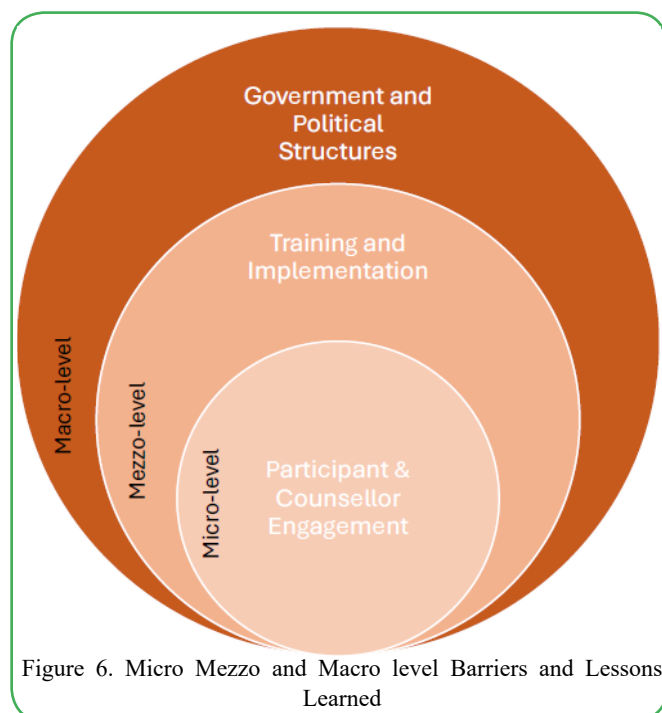 Government and
Political
Structures
Training and
Implementation
Macro-level
Mezzo-level
Micro-level
Participant &
Counsellor
Engagement
Figure 6. Micro Mezzo and Macro level Barriers and Lessons
Learned